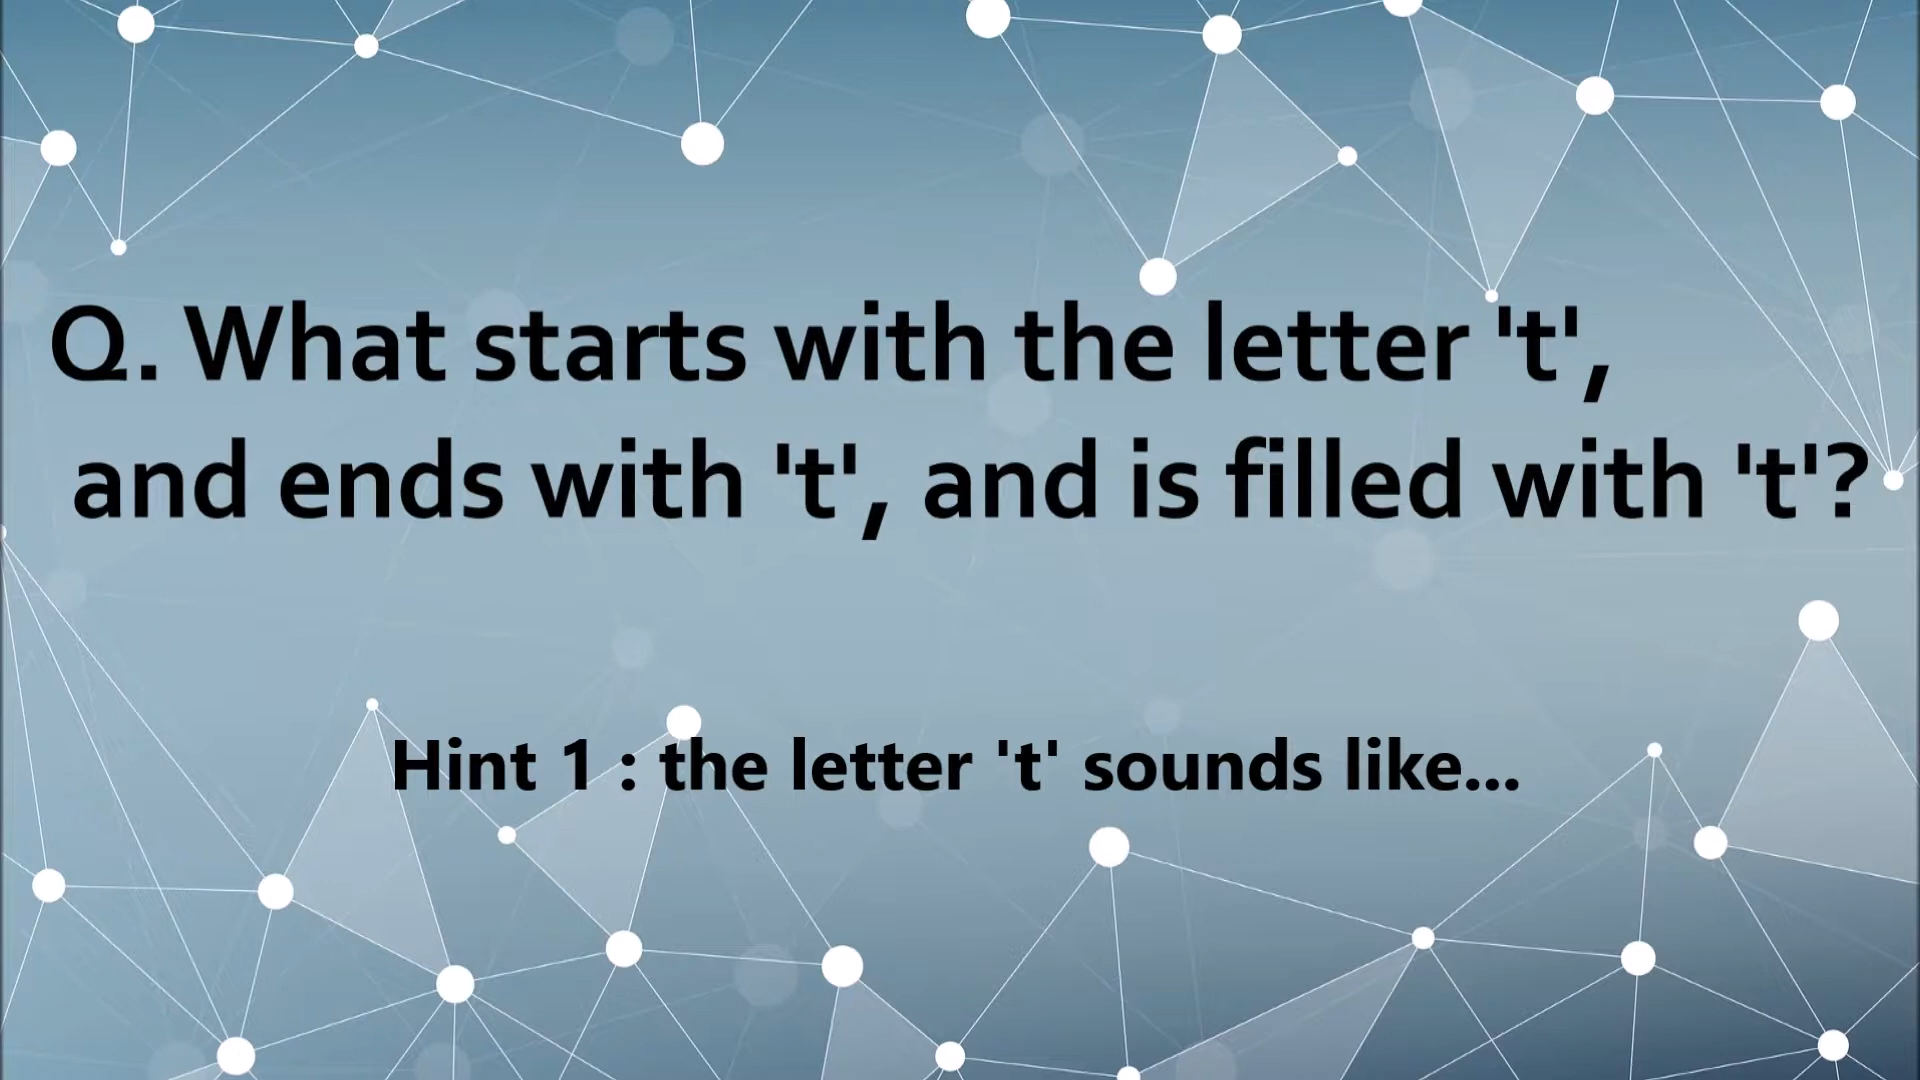 Q. What starts with the letter 't',
and ends with 't', and is filled with 't'?
Hint 1 : the letter 't' sounds like...